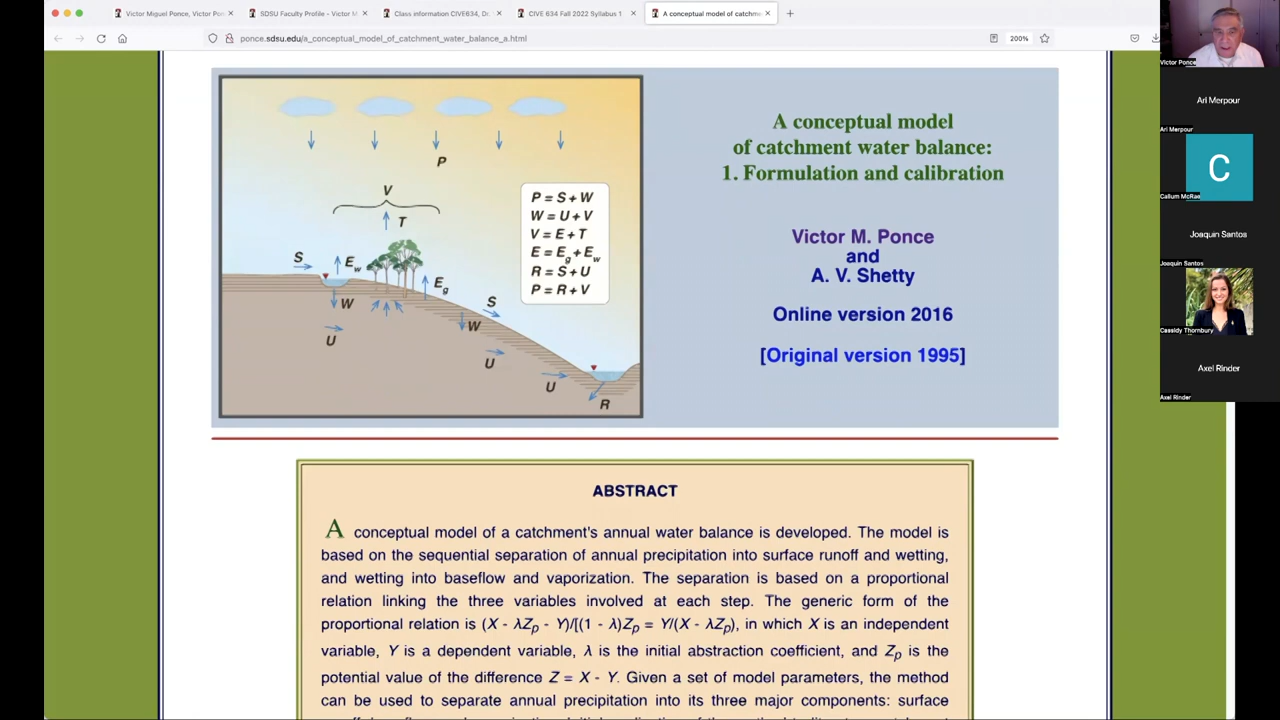 Victor Miguel Ponce, Victor Pon
SDSU Faculty Profile – Victor M
Class information CIVE634, Dr.
CIVE 634 Fall 2022 Syllabus 1
A conceptual model of catchm
ponce.sdsu.edu/a_conceptual_model_of_catchment_water_balance_a.html
200%
P
V
T
S
E_w
E_g
W
U
S
W
U
U
R
P = S + W
W = U + V
V = E + T
E = E_g + E_w
R = S + U
P = R + V
A conceptual model
of catchment water balance:
1. Formulation and calibration
Victor M. Ponce
and
A. V. Shetty
Online version 2016
[Original version 1995]
ABSTRACT
A conceptual model of a catchment's annual water balance is developed. The model is
based on the sequential separation of annual precipitation into surface runoff and wetting,
and wetting into baseflow and vaporization. The separation is based on a proportional
relation linking the three variables involved at each step. The generic form of the
proportional relation is (X - λZ_p - Y)/[(1 - λ)Z_p = Y/(X - λZ_p), in which X is an independent
variable, Y is a dependent variable, λ is the initial abstraction coefficient, and Z_p is the
potential value of the difference Z = X - Y. Given a set of model parameters, the method
can be used to separate annual precipitation into its three major components: surface
Victor Ponce
Ari Merpour
Ari Merpour
C
Callum McRae
Joaquin Santos
Joaquin Santos
Cassidy Thornbury
Axel Rinder
Axel Rinder